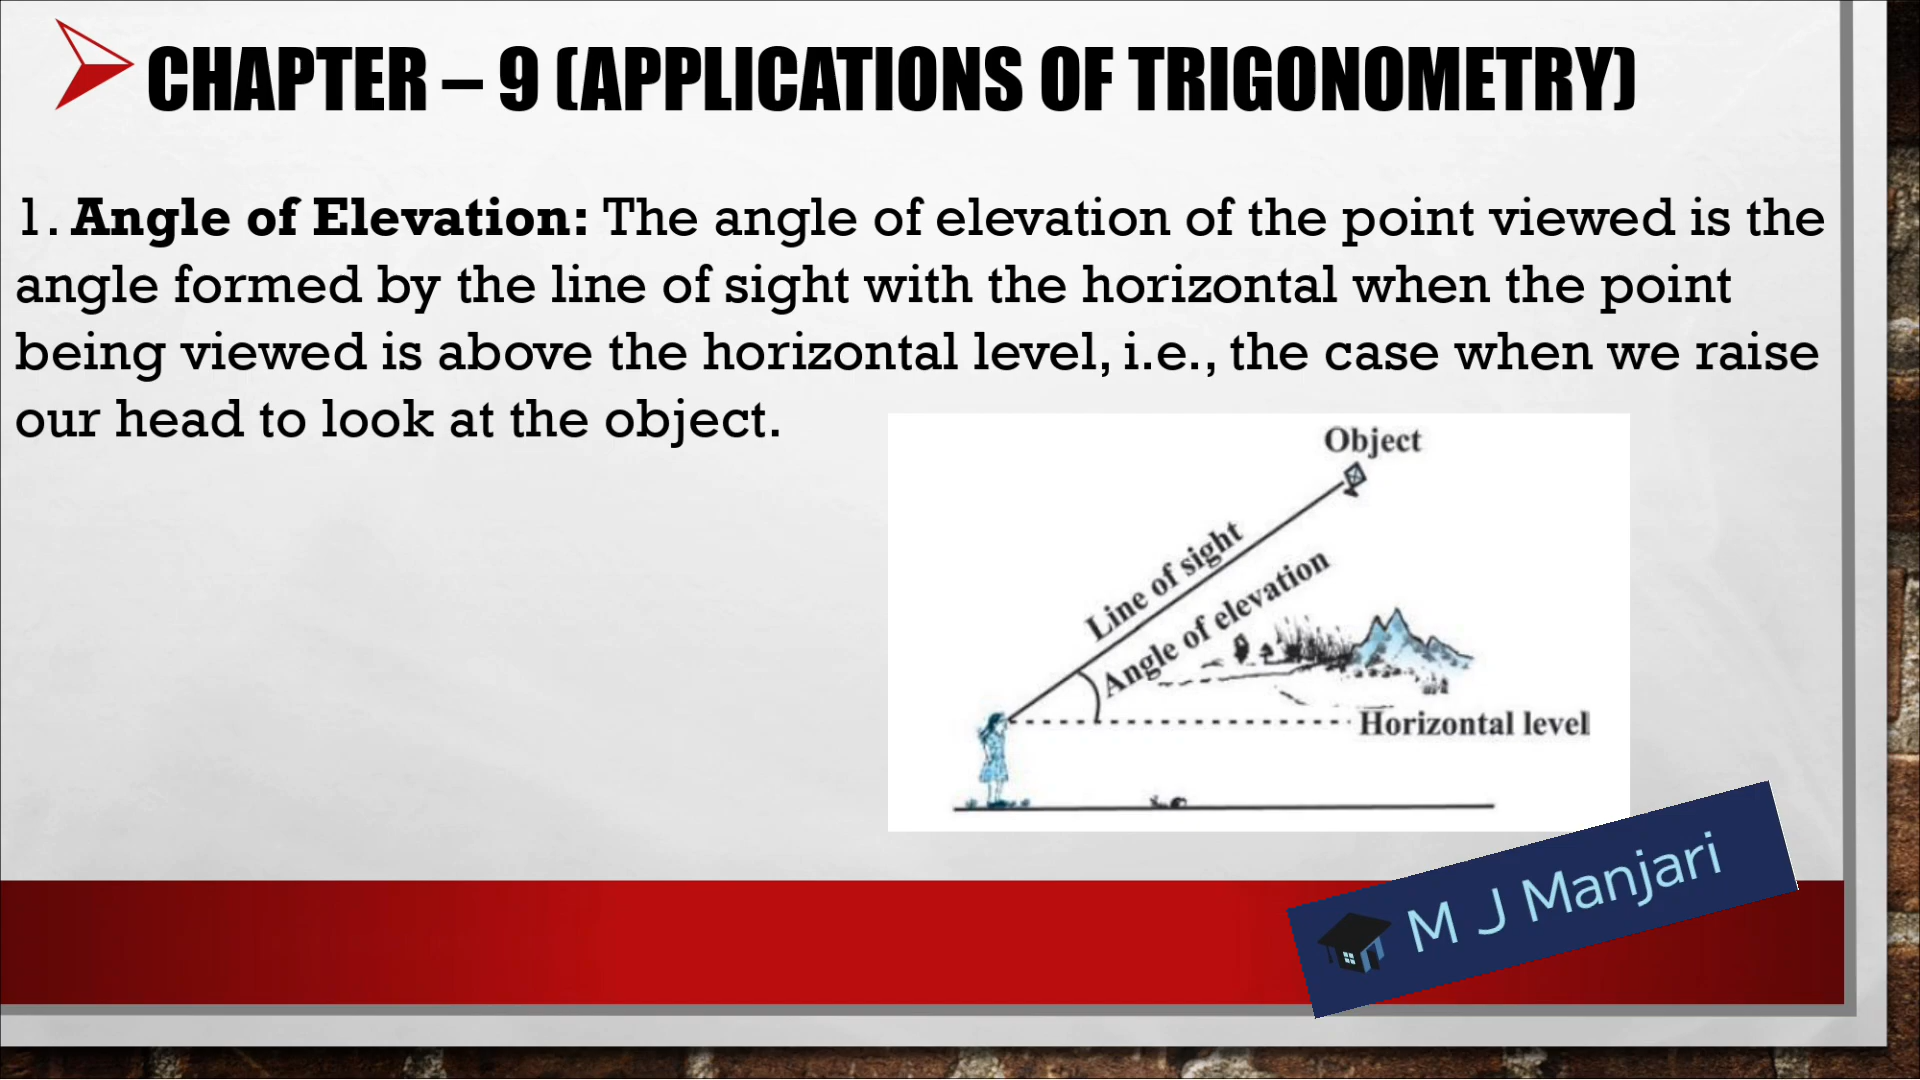 CHAPTER – 9 (APPLICATIONS OF TRIGONOMETRY)
1. Angle of Elevation: The angle of elevation of the point viewed is the
angle formed by the line of sight with the horizontal when the point
being viewed is above the horizontal level, i.e., the case when we raise
our head to look at the object.
Object
Line of sight
Angle of elevation
Horizontal level
M J Manjari